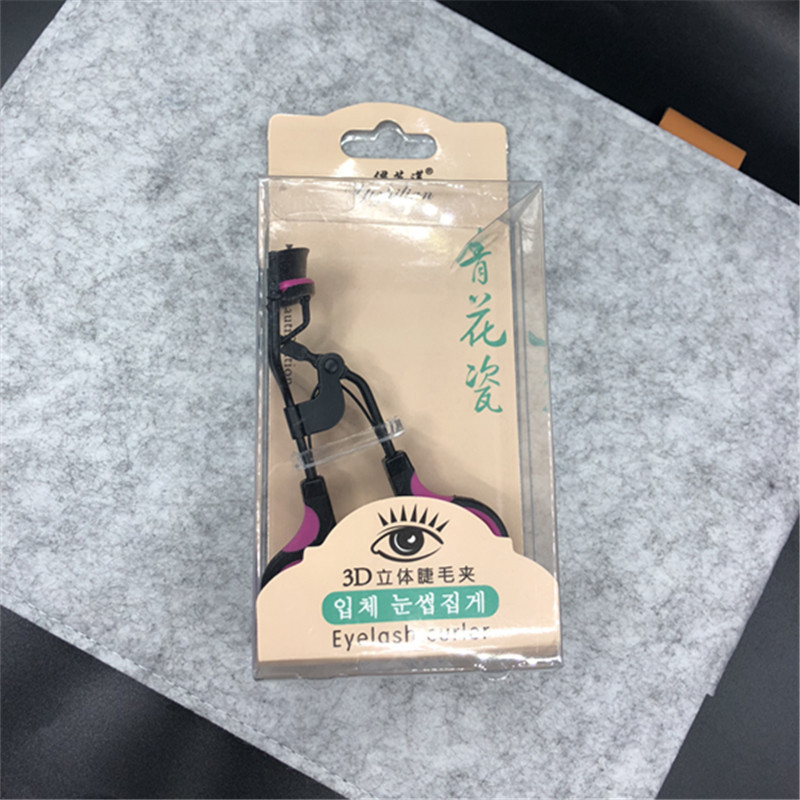 青花瓷
3D立体睫毛夹
입체 눈썹집게
Eyelash curler